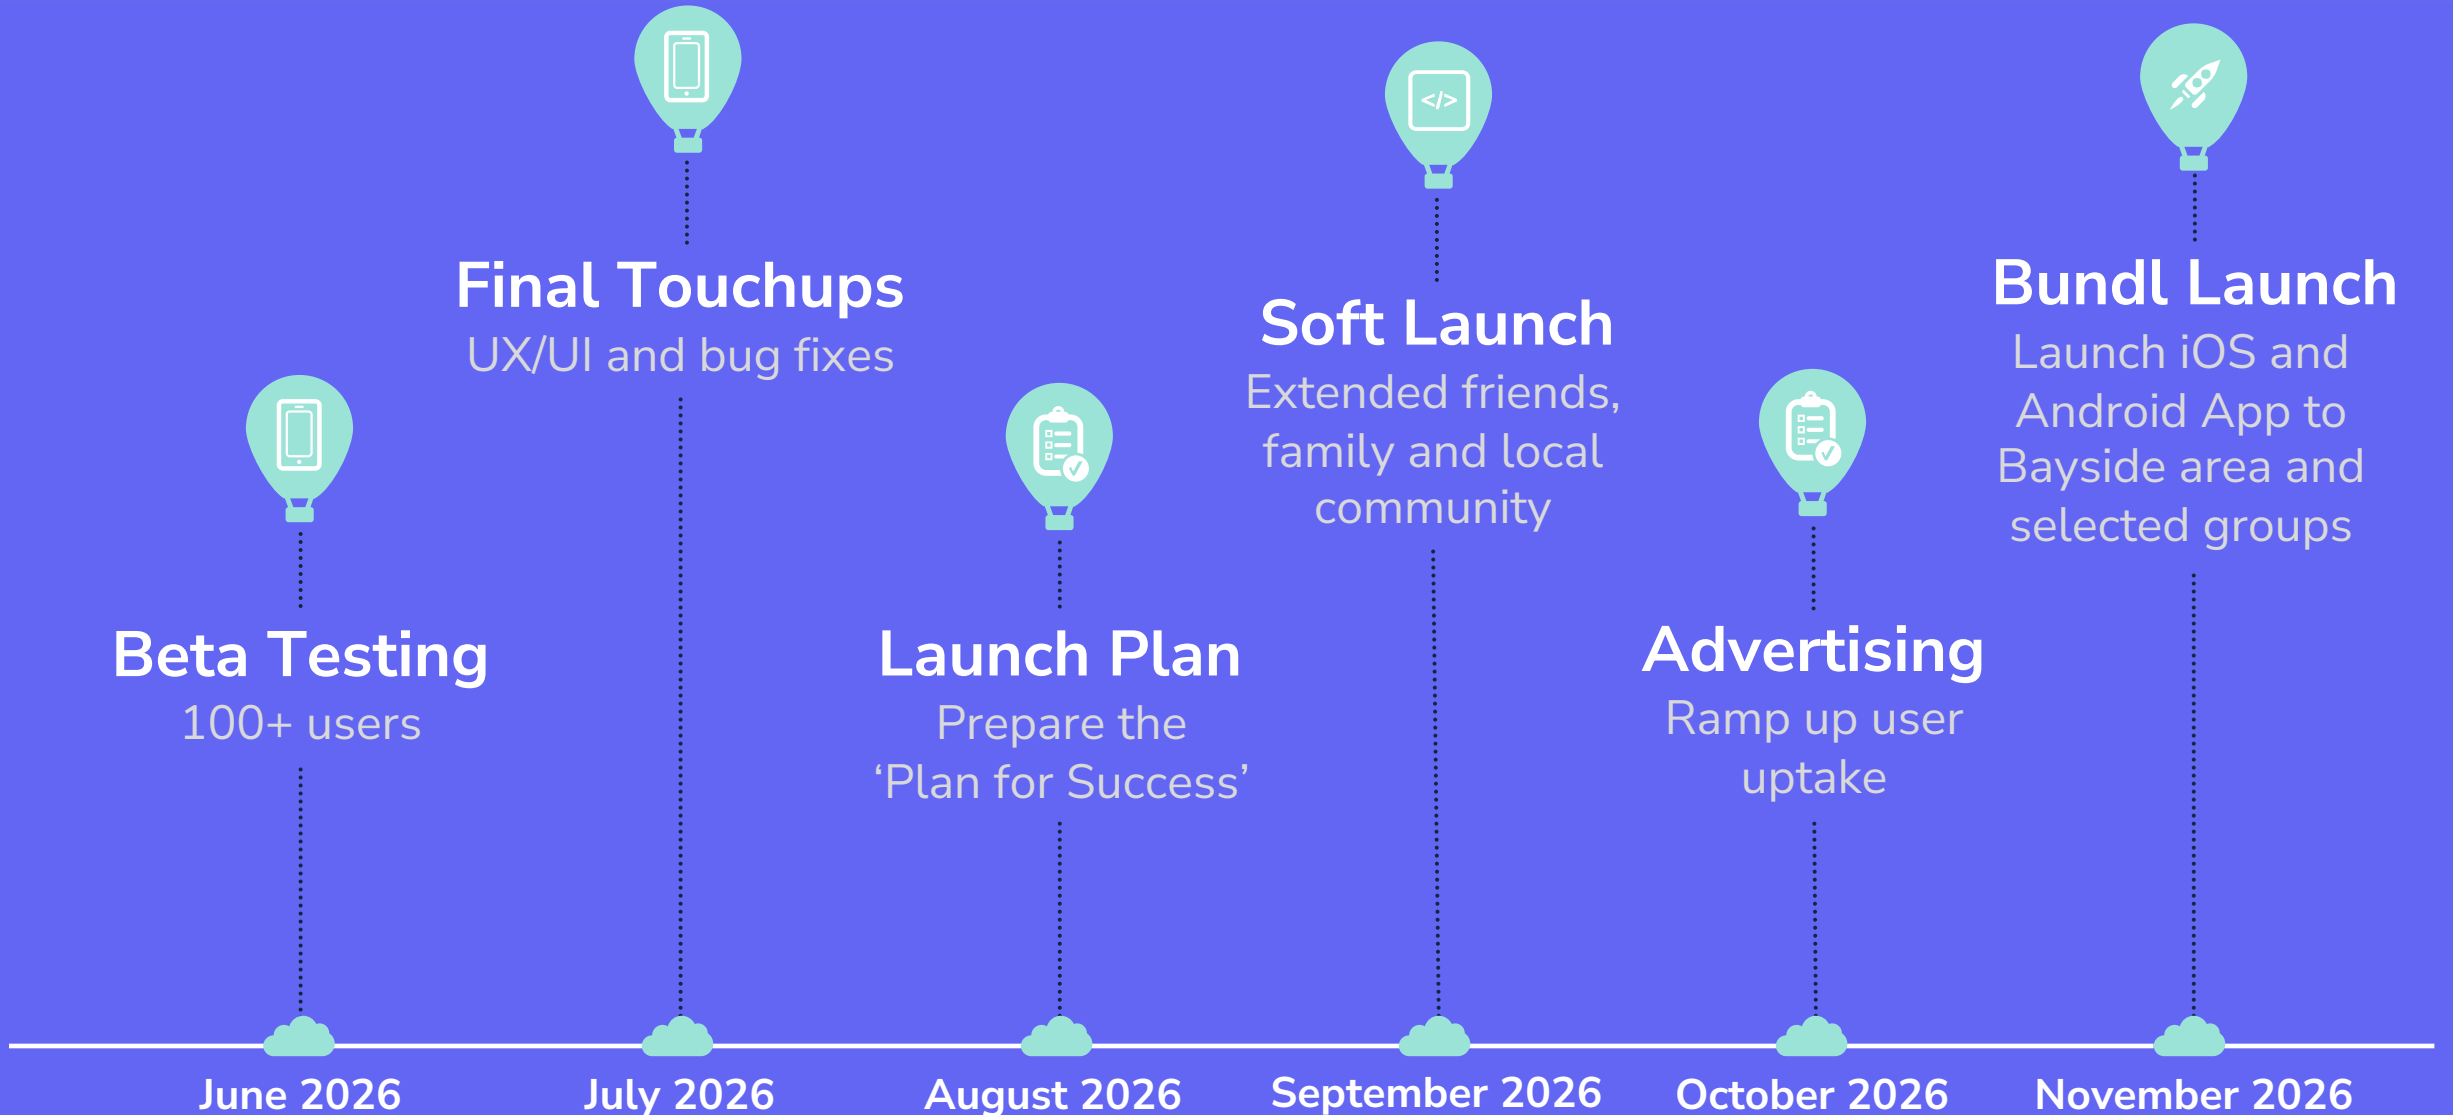 Beta Testing
100+ users
June 2026
Final Touchups
UX/UI and bug fixes
July 2026
Launch Plan
Prepare the
‘Plan for Success’
August 2026
</>
Soft Launch
Extended friends,
family and local
community
September 2026
Advertising
Ramp up user
uptake
October 2026
Bundl Launch
Launch iOS and
Android App to
Bayside area and
selected groups
November 2026